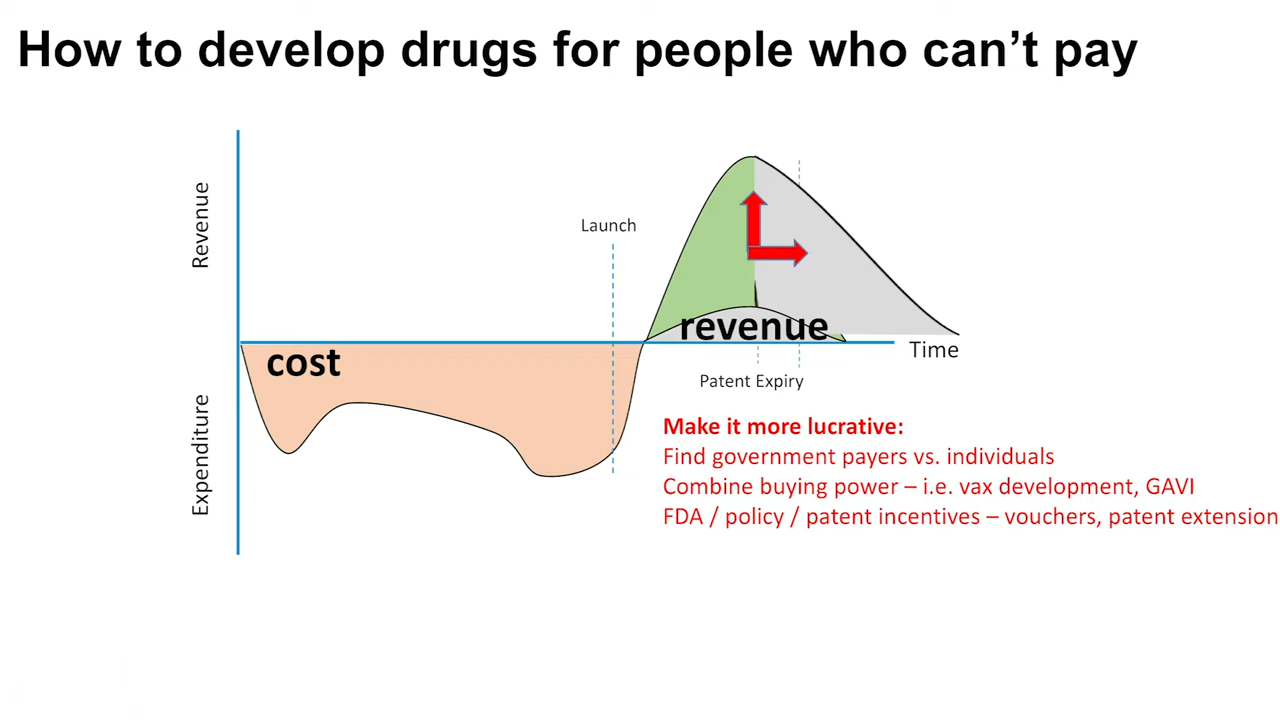 How to develop drugs for people who can’t pay
Revenue
Launch
revenue
cost
Time
Patent Expiry
Expenditure
Make it more lucrative:
Find government payers vs. individuals
Combine buying power – i.e. vax development, GAVI
FDA / policy / patent incentives – vouchers, patent extension